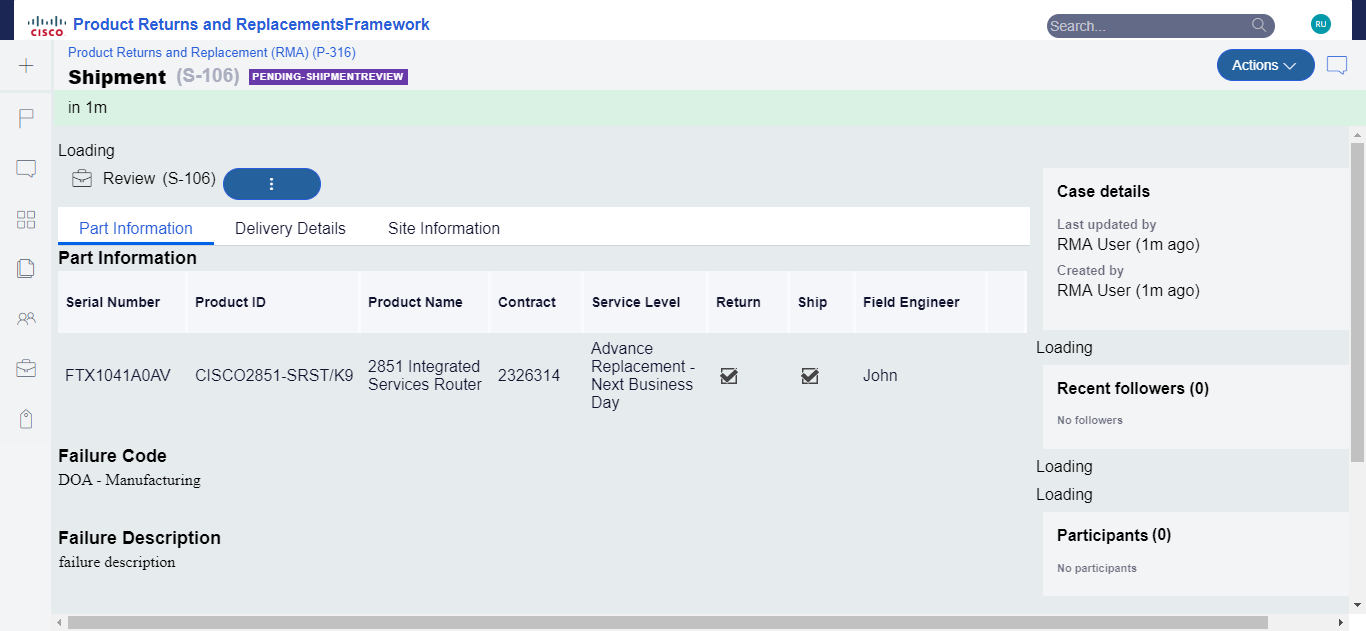 CISCO
Product Returns and ReplacementsFramework
Search...
RU
Product Returns and Replacement (RMA) (P-316)
Shipment (S-106) PENDING-SHIPMENTREVIEW
Actions
in 1m
Loading
Review (S-106)
Part Information Delivery Details Site Information
Part Information
Serial Number Product ID Product Name Contract Service Level Return Ship Field Engineer
FTX1041A0AV CISCO2851-SRST/K9 2851 Integrated Services Router 2326314 Advance Replacement - Next Business Day John
Failure Code
DOA - Manufacturing
Failure Description
failure description
Case details
Last updated by
RMA User (1m ago)
Created by
RMA User (1m ago)
Loading
Recent followers (0)
No followers
Loading
Loading
Participants (0)
No participants